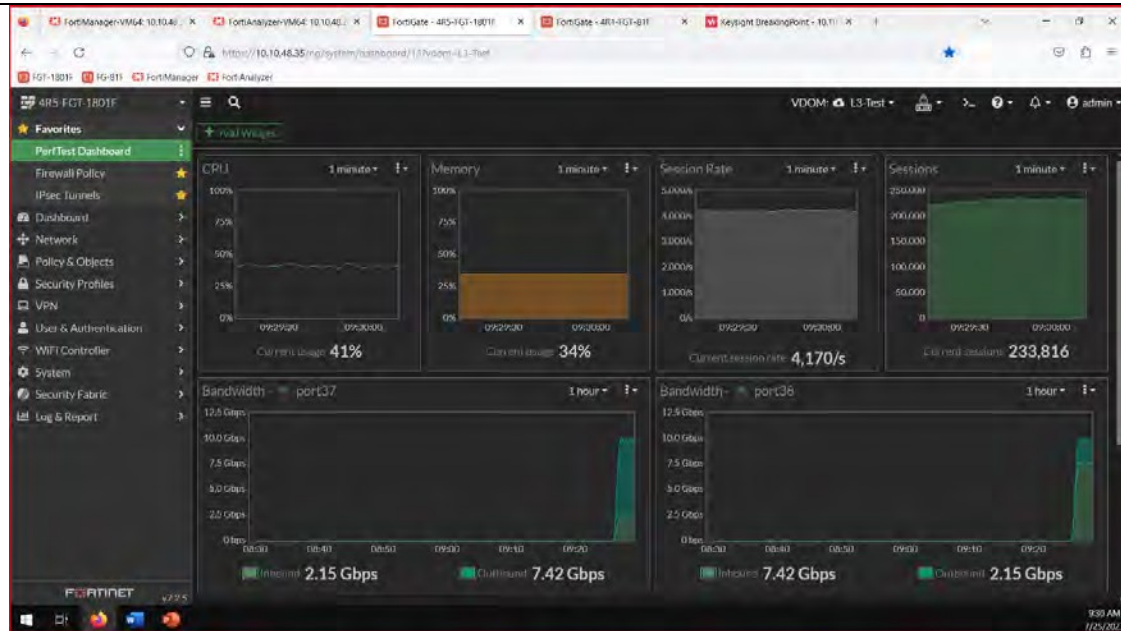 FortiManager-VM64: 10.10.48...
FortiAnalyzer-VM64: 10.10.48...
FortiGate - 4R5-FGT-1801F
FortiGate - 4R1-FGT-81F
Keysight BreakingPoint - 10.1
FGT-1801F
FG-81F
FortiManager
FortiAnalyzer
4R5-FGT-1801F
VDOM: L3-Test
admin
Favorites
PerfTest Dashboard
Firewall Policy
IPsec Tunnels
Dashboard
Network
Policy & Objects
Security Profiles
VPN
User & Authentication
WiFi Controller
System
Security Fabric
Log & Report
FORTINET
v7.2.5
+ Add Widget
CPU 1 minute
100%
75%
50%
25%
0%
09:29:30 09:30:00
Current usage 41%
Memory 1 minute
100%
75%
50%
25%
0%
09:29:30 09:30:00
Current usage 34%
Session Rate 1 minute
5,000/s
4,000/s
3,000/s
2,000/s
1,000/s
0/s
09:29:30 09:30:00
Current session rate 4,170/s
Sessions 1 minute
250,000
200,000
150,000
100,000
50,000
0
09:29:30 09:30:00
Current sessions 233,816
Bandwidth - port37 1 hour
12.5 Gbps
10.0 Gbps
7.5 Gbps
5.0 Gbps
2.5 Gbps
0 bps
08:30 08:40 08:50 09:00 09:10 09:20
Inbound 2.15 Gbps Outbound 7.42 Gbps
Bandwidth - port38 1 hour
12.5 Gbps
10.0 Gbps
7.5 Gbps
5.0 Gbps
2.5 Gbps
0 bps
08:30 08:40 08:50 09:00 09:10 09:20
Inbound 7.42 Gbps Outbound 2.15 Gbps
9:30 AM